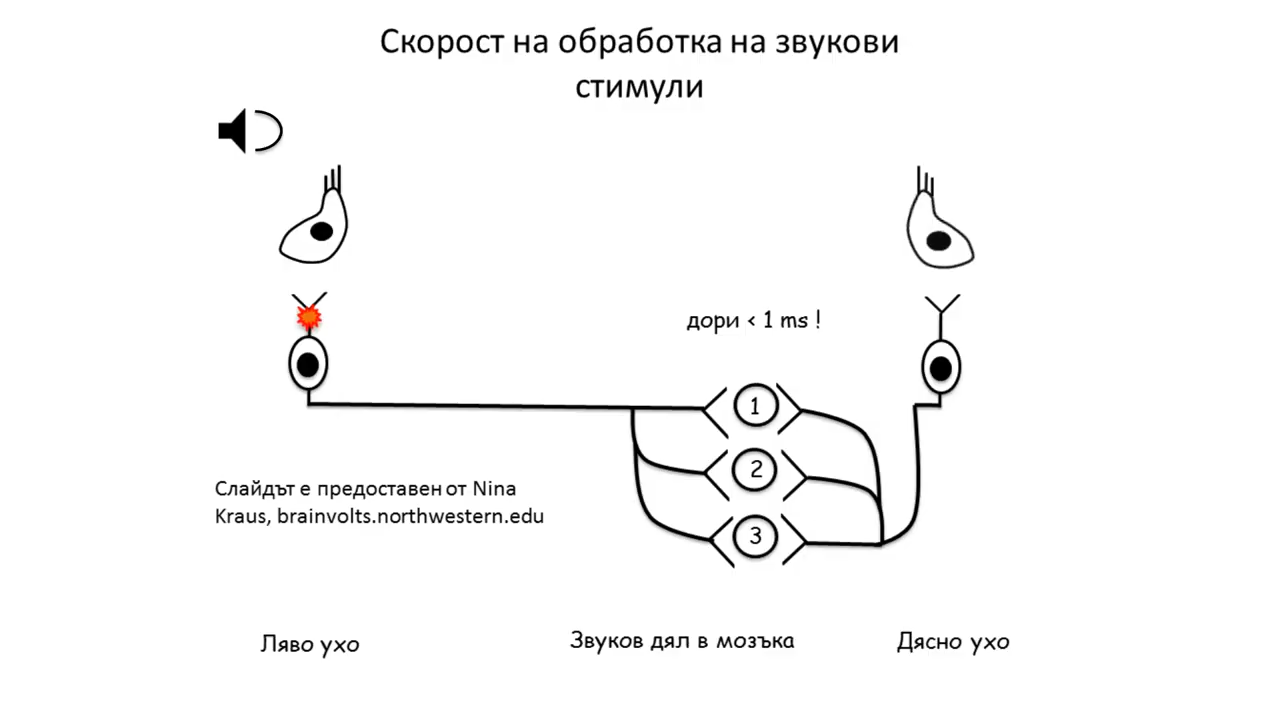 Скорост на обработка на звукови
стимули
дори < 1 ms !
1
2
3
Слайдът е предоставен от Nina
Kraus, brainvolts.northwestern.edu
Ляво ухо
Звуков дял в мозъка
Дясно ухо